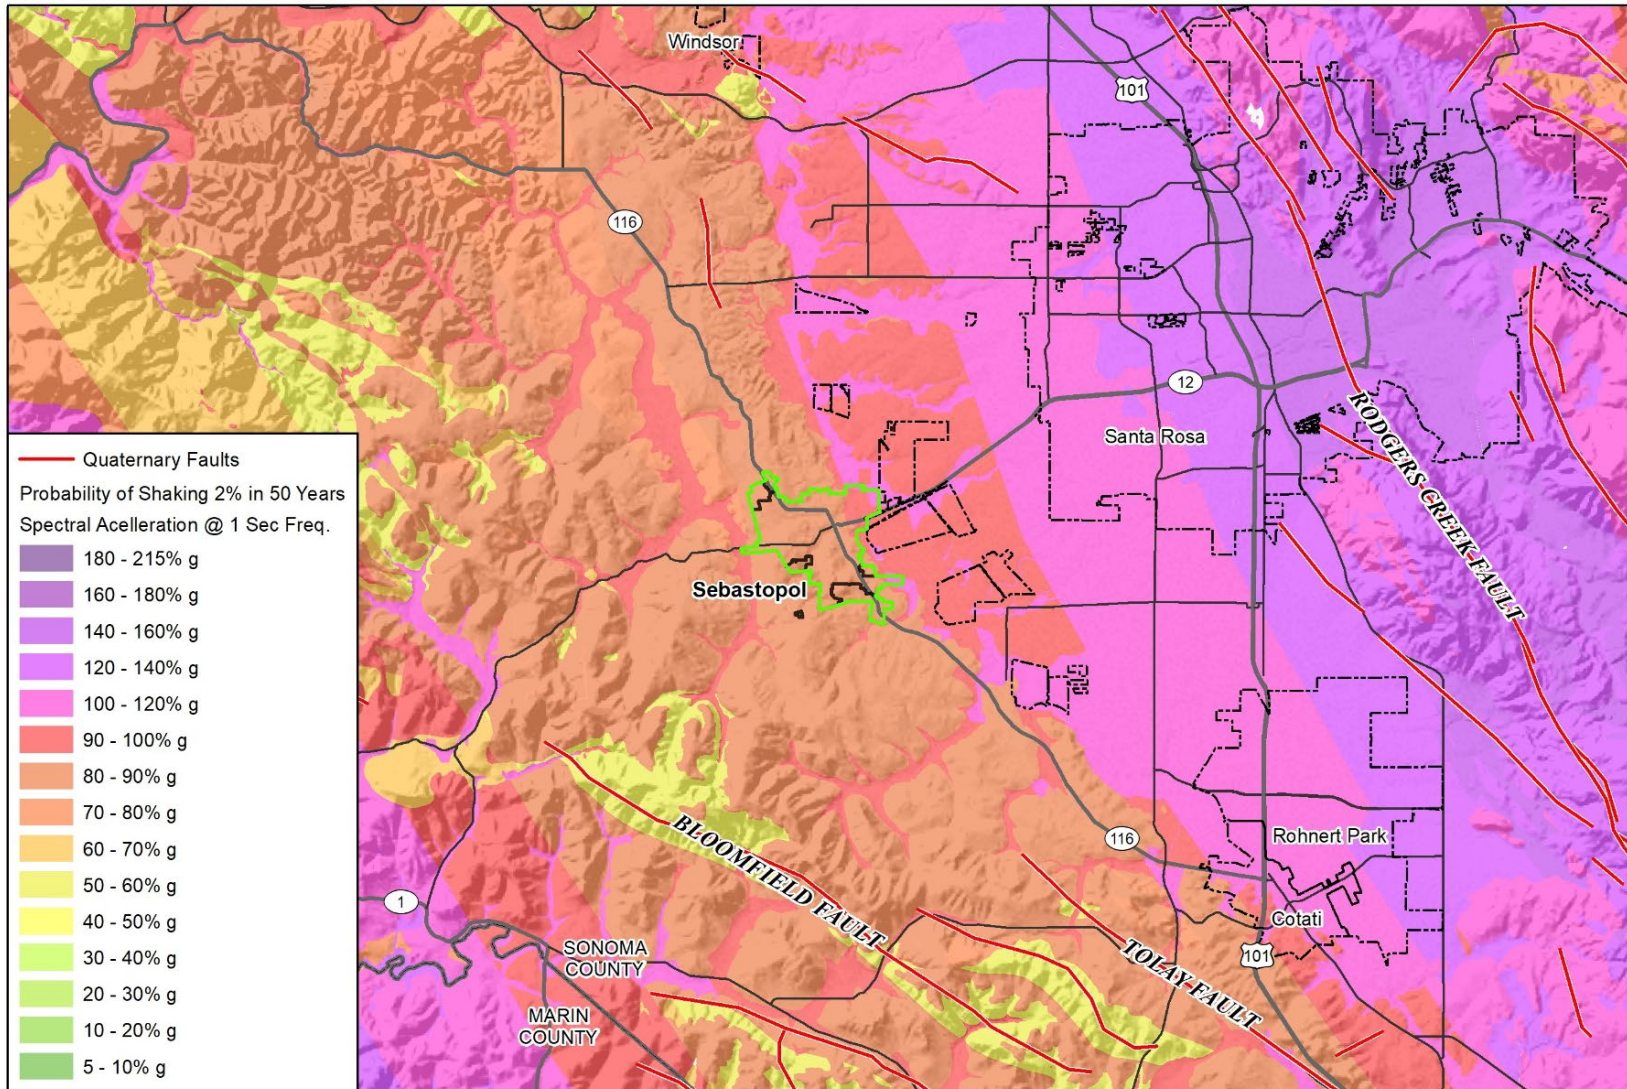 Windsor
101
116
12
Santa Rosa
RODGERS CREEK FAULT
Sebastopol
Quaternary Faults
Probability of Shaking 2% in 50 Years
Spectral Acelleration @ 1 Sec Freq.
180 - 215% g
160 - 180% g
140 - 160% g
120 - 140% g
100 - 120% g
90 - 100% g
80 - 90% g
70 - 80% g
60 - 70% g
50 - 60% g
40 - 50% g
30 - 40% g
20 - 30% g
10 - 20% g
5 - 10% g
BLOOMFIELD FAULT
116
Rohnert Park
1
Cotati
SONOMA
COUNTY
TOLAY FAULT
101
MARIN
COUNTY